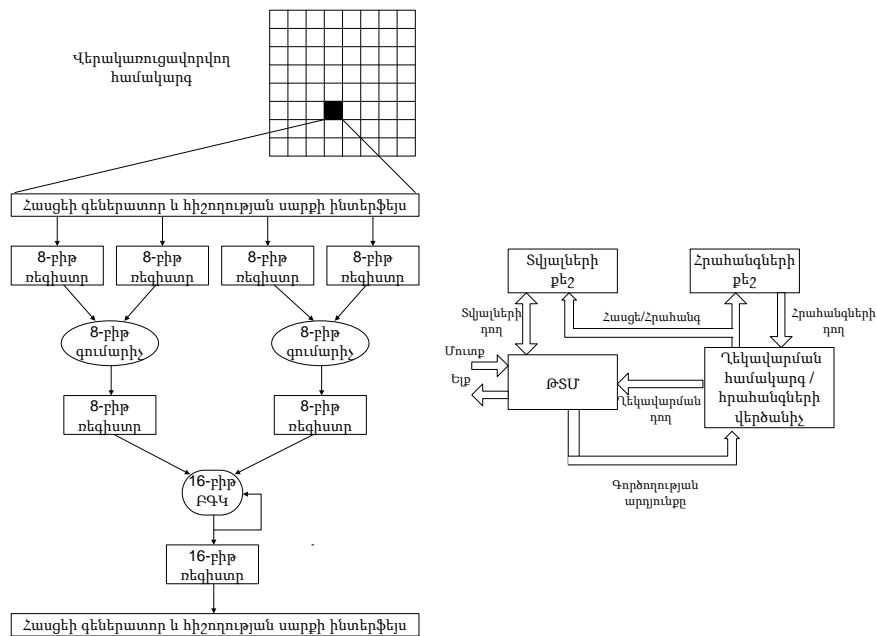 Վերակառուցավորվող
համակարգ
Հասցեի գեներատոր և հիշողության սարքի ինտերֆեյս
8-բիթ
ռեգիստր
8-բիթ
ռեգիստր
8-բիթ
ռեգիստր
8-բիթ
ռեգիստր
8-բիթ
գումարիչ
8-բիթ
գումարիչ
8-բիթ
ռեգիստր
8-բիթ
ռեգիստր
16-բիթ
ԲԳԿ
16-բիթ
ռեգիստր
Հասցեի գեներատոր և հիշողության սարքի ինտերֆեյս
Տվյալների
քեշ
Հրահանգների
քեշ
Տվյալների
դող
Հասցե/Հրահանգ
Հրահանգների
դող
Մուտք
Ելք
ԹՏՄ
Ղեկավարման
դող
Ղեկավարման
համակարգ /
հրահանգների
վերծանիչ
Գործողության
արդյունքը